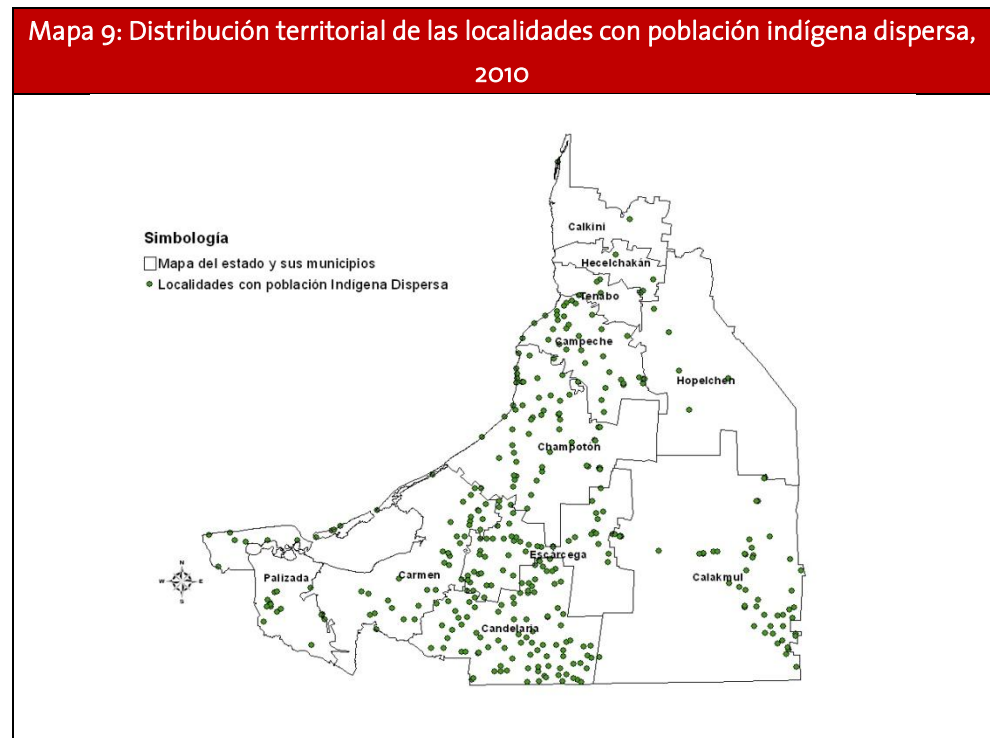 Mapa 9: Distribución territorial de las localidades con población indígena dispersa,
2010
Simbología
Mapa del estado y sus municipios
Localidades con población Indígena Dispersa
Calkini
Hecelchakán
Tenabo
Campeche
Hopelchen
Champoton
Escarcega
Calakmul
Carmen
Palizada
Candelaria
N
W
E
S